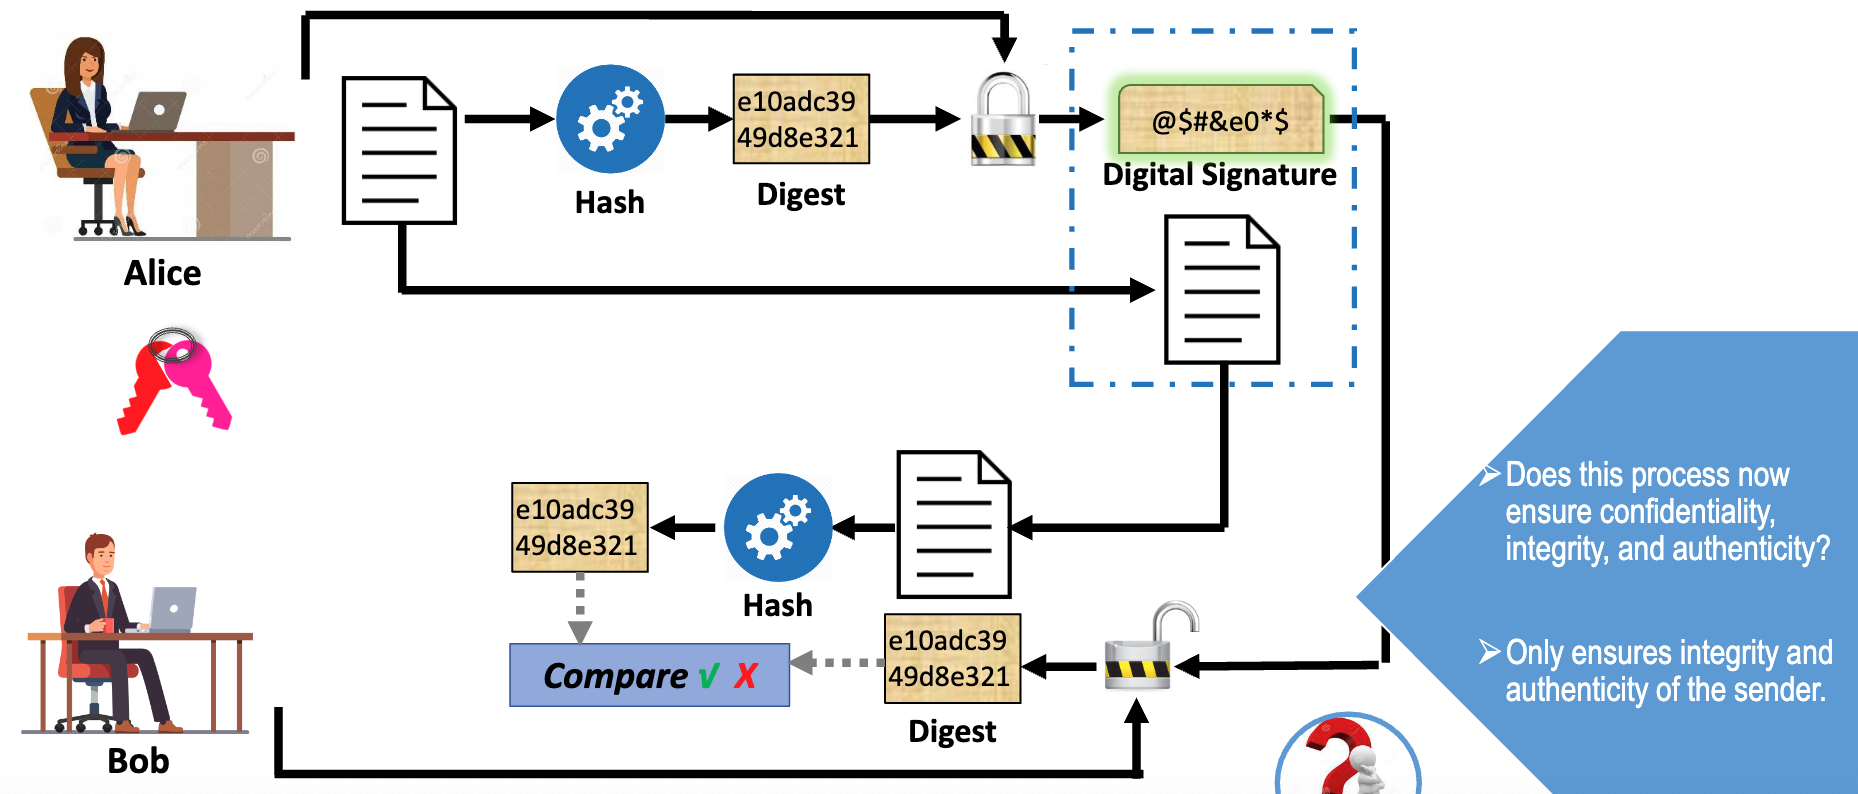 Alice
Hash
e10adc39
49d8e321
Digest
@$#&e0*$
Digital Signature
e10adc39
49d8e321
Hash
Compare √ X
e10adc39
49d8e321
Digest
Bob
➢Does this process now
ensure confidentiality,
integrity, and authenticity?
➢Only ensures integrity and
authenticity of the sender.